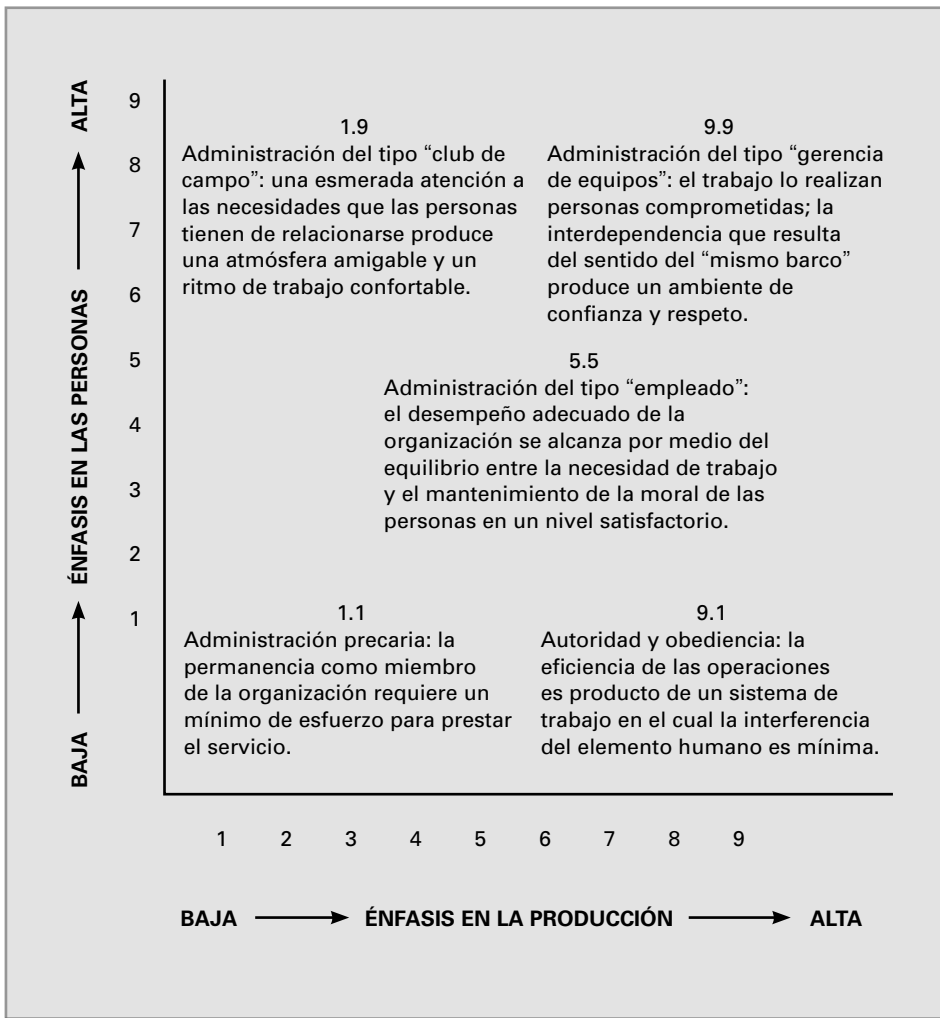 ALTA
ÉNFASIS EN LAS PERSONAS
BAJA
9
8
7
6
5
4
3
2
1
1.9
Administración del tipo “club de
campo”: una esmerada atención a
las necesidades que las personas
tienen de relacionarse produce
una atmósfera amigable y un
ritmo de trabajo confortable.
9.9
Administración del tipo “gerencia
de equipos”: el trabajo lo realizan
personas comprometidas; la
interdependencia que resulta
del sentido del “mismo barco”
produce un ambiente de
confianza y respeto.
5.5
Administración del tipo “empleado”:
el desempeño adecuado de la
organización se alcanza por medio del
equilibrio entre la necesidad de trabajo
y el mantenimiento de la moral de las
personas en un nivel satisfactorio.
1.1
Administración precaria: la
permanencia como miembro
de la organización requiere un
mínimo de esfuerzo para prestar
el servicio.
9.1
Autoridad y obediencia: la
eficiencia de las operaciones
es producto de un sistema de
trabajo en el cual la interferencia
del elemento humano es mínima.
1 2 3 4 5 6 7 8 9
BAJA ÉNFASIS EN LA PRODUCCIÓN ALTA